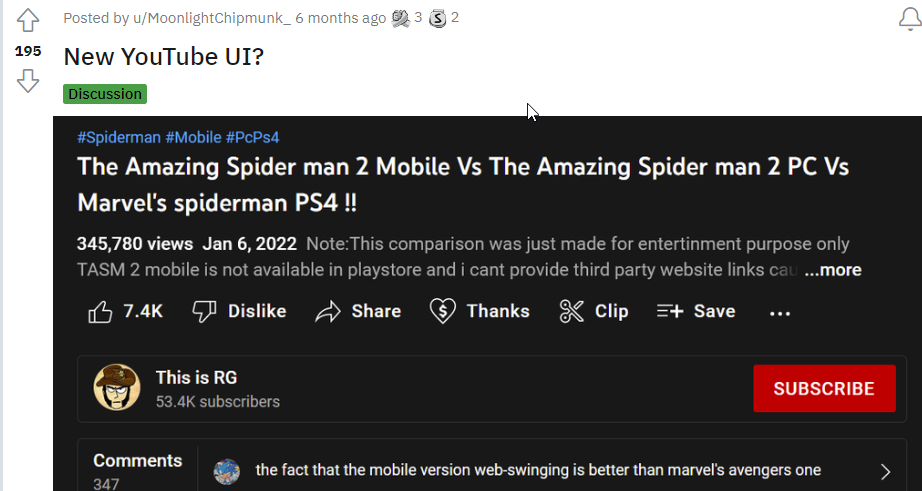 Posted by u/MoonlightChipmunk_ 6 months ago 3 S 2
195
New YouTube UI?
Discussion
#Spiderman #Mobile #PcPs4
The Amazing Spider man 2 Mobile Vs The Amazing Spider man 2 PC Vs
Marvel's spiderman PS4 !!
345,780 views Jan 6, 2022 Note:This comparison was just made for entertinment purpose only
TASM 2 mobile is not available in playstore and i cant provide third party website links cau ...more
7.4K Dislike Share $ Thanks Clip Save ...
This is RG
53.4K subscribers
SUBSCRIBE
Comments
347
the fact that the mobile version web-swinging is better than marvel's avengers one